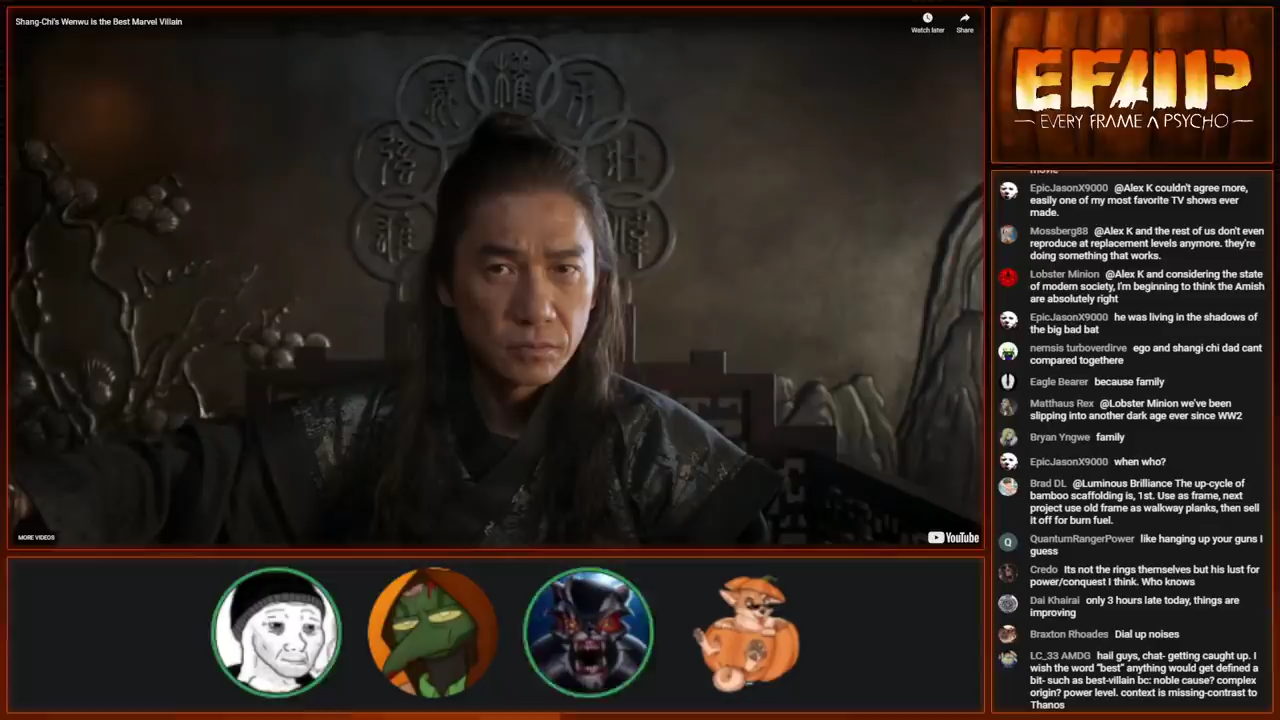 Shang-Chi's Wenwu is the Best Marvel Villain
Watch later
Share
權
武
雄
壯
MORE VIDEOS
YouTube
EFAP
EVERY FRAME A PSYCHO
movie
EpicJasonX9000 @Alex K couldn't agree more,
easily one of my most favorite TV shows ever
made.
Mossberg88 @Alex K and the rest of us don't even
reproduce at replacement levels anymore. they're
doing something that works.
Lobster Minion @Alex K and considering the state
of modern society, I'm beginning to think the Amish
are absolutely right
EpicJasonX9000 he was living in the shadows of
the big bad bat
nemsis turboverdirve ego and shangi chi dad cant
compared togethere
Eagle Bearer because family
Matthaus Rex @Lobster Minion we've been
slipping into another dark age ever since WW2
Bryan Yngwe family
EpicJasonX9000 when who?
Brad DL @Luminous Brilliance The up-cycle of
bamboo scaffolding is, 1st. Use as frame, next
project use old frame as walkway planks, then sell
it off for burn fuel.
Q
QuantumRangerPower like hanging up your guns I
guess
Credo Its not the rings themselves but his lust for
power/conquest I think. Who knows
Dai Khairai only 3 hours late today, things are
improving
Braxton Rhoades Dial up noises
LC_33 AMDG hail guys, chat- getting caught up. I
wish the word “best” anything would get defined a
bit- such as best-villain bc: noble cause? complex
origin? power level. context is missing-contrast to
Thanos